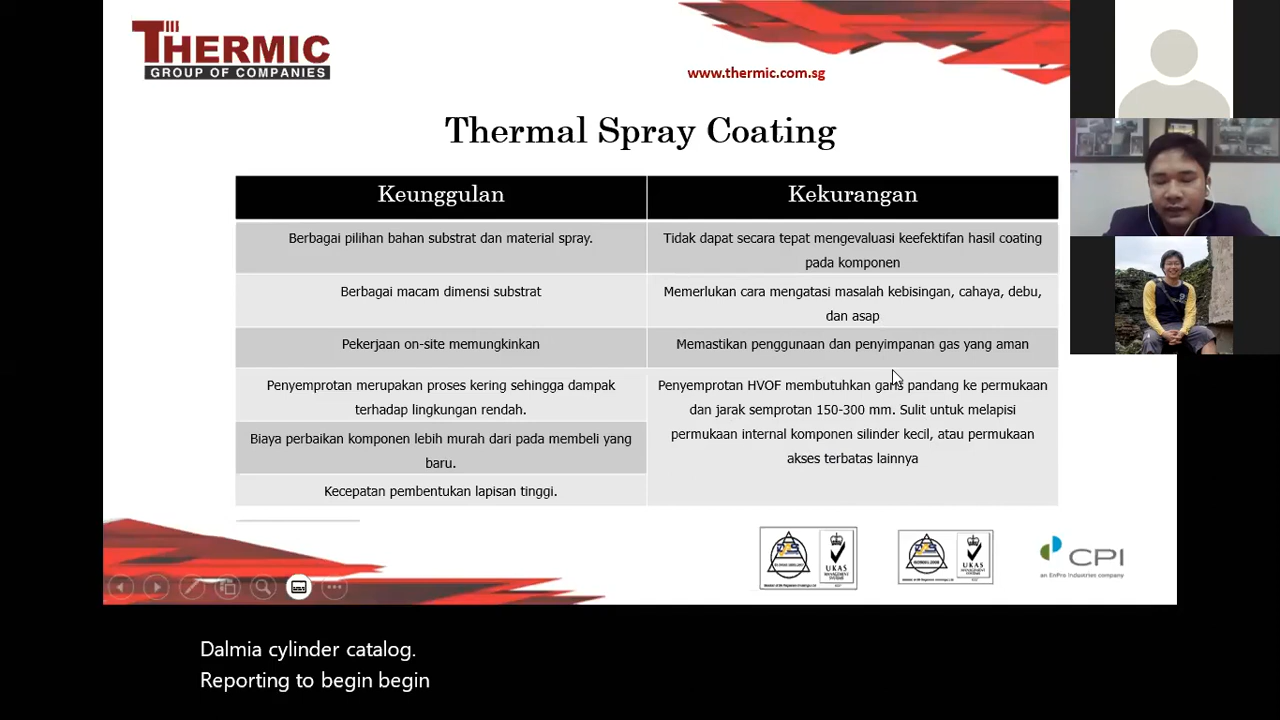 THERMIC
GROUP OF COMPANIES
www.thermic.com.sg
Thermal Spray Coating
Keunggulan
Kekurangan
Berbagai pilihan bahan substrat dan material spray.
Tidak dapat secara tepat mengevaluasi keefektifan hasil coating
pada komponen
Berbagai macam dimensi substrat
Memerlukan cara mengatasi masalah kebisingan, cahaya, debu,
dan asap
Pekerjaan on-site memungkinkan
Memastikan penggunaan dan penyimpanan gas yang aman
Penyemprotan merupakan proses kering sehingga dampak
terhadap lingkungan rendah.
Penyemprotan HVOF membutuhkan garis pandang ke permukaan
dan jarak semprotan 150-300 mm. Sulit untuk melapisi
permukaan internal komponen silinder kecil, atau permukaan
akses terbatas lainnya
Biaya perbaikan komponen lebih murah dari pada membeli yang
baru.
Kecepatan pembentukan lapisan tinggi.
UKAS
MANAGEMENT
SYSTEMS
UKAS
MANAGEMENT
SYSTEMS
CPI
an EnPro Industries company
Dalmia cylinder catalog.
Reporting to begin begin